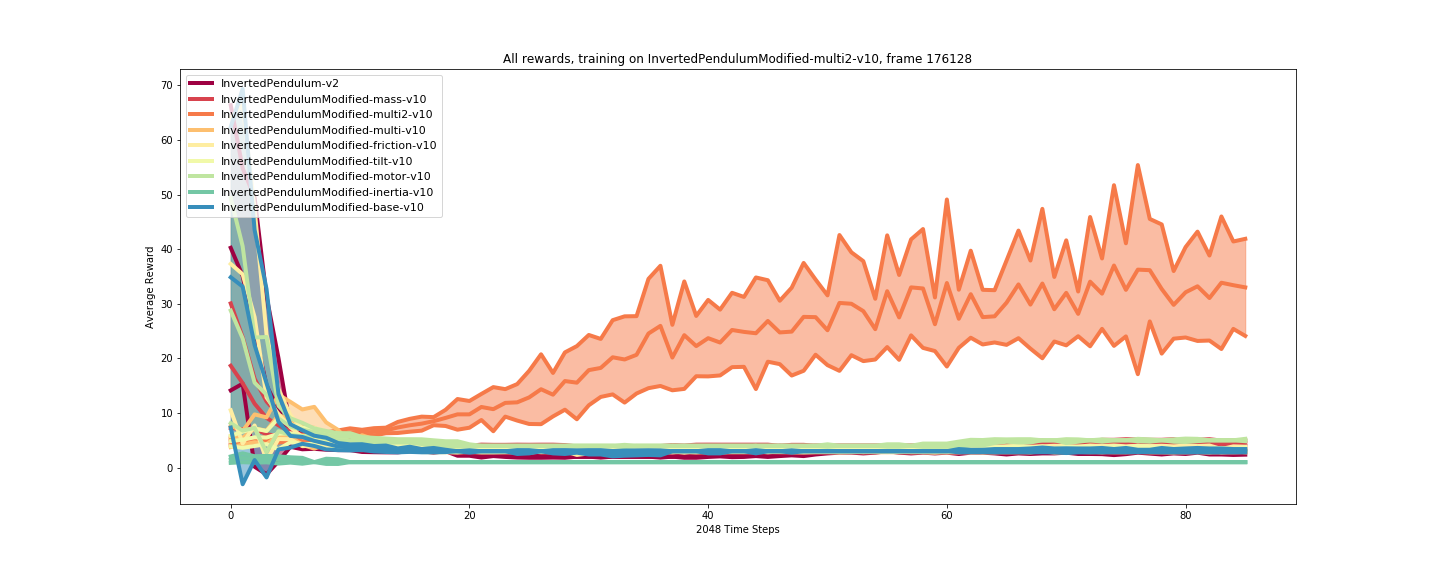 All rewards, training on InvertedPendulumModified-multi2-v10, frame 176128
InvertedPendulum-v2
InvertedPendulumModified-mass-v10
InvertedPendulumModified-multi2-v10
InvertedPendulumModified-multi-v10
InvertedPendulumModified-friction-v10
InvertedPendulumModified-tilt-v10
InvertedPendulumModified-motor-v10
InvertedPendulumModified-inertia-v10
InvertedPendulumModified-base-v10
Average Reward
70
60
50
40
30
20
10
0
0 20 40 60 80
2048 Time Steps